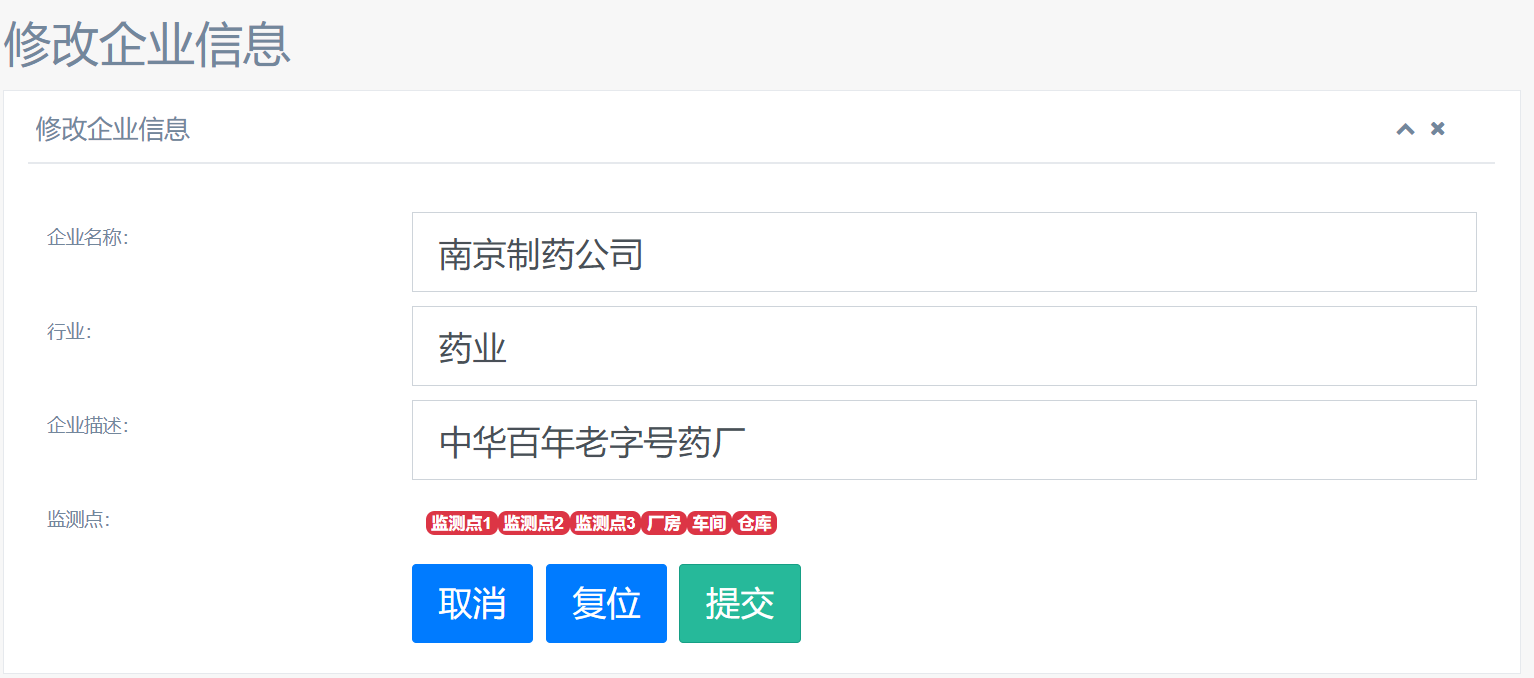 修改企业信息
修改企业信息
企业名称：
南京制药公司
行业：
药业
企业描述：
中华百年老字号药厂
监测点：
监测点1 监测点2 监测点3 厂房 车间 仓库
取消 复位 提交